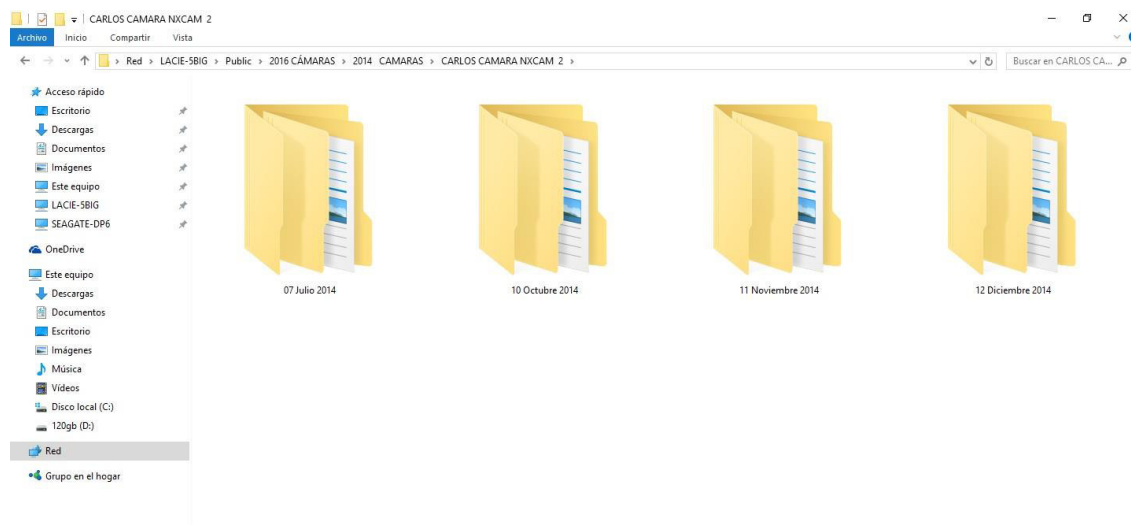 CARLOS CAMARA NXCAM 2
Archivo Inicio Compartir Vista
Red > LACIE-5BIG > Public > 2016 CÁMARAS > 2014 CAMARAS > CARLOS CAMARA NXCAM 2 >
Buscar en CARLOS CA...
Acceso rápido
Escritorio
Descargas
Documentos
Imágenes
Este equipo
LACIE-5BIG
SEAGATE-DP6
OneDrive
Este equipo
Descargas
Documentos
Escritorio
Imágenes
Música
Vídeos
Disco local (C:)
120gb (D:)
Red
Grupo en el hogar
07 Julio 2014
10 Octubre 2014
11 Noviembre 2014
12 Diciembre 2014